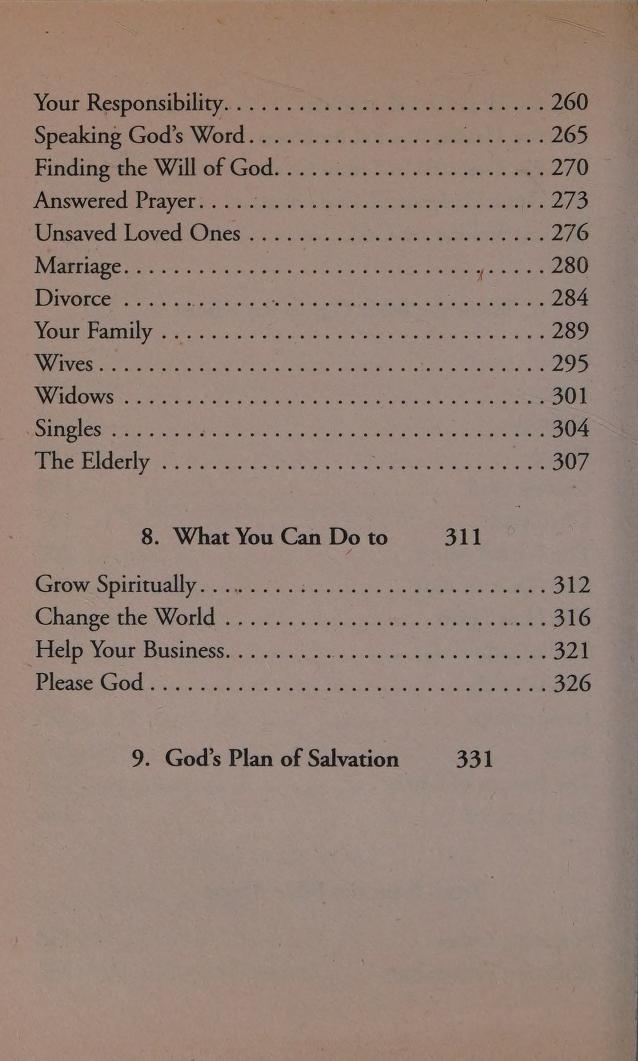 Your Responsibility. . . . . . . . . . . . . . . . . . . . . . . . . . 260
Speaking God's Word . . . . . . . . . . . . . . . . . . . . . . . . 265
Finding the Will of God. . . . . . . . . . . . . . . . . . . . . . 270
Answered Prayer . . . . . . . . . . . . . . . . . . . . . . . . . . . . 273
Unsaved Loved Ones . . . . . . . . . . . . . . . . . . . . . . . . 276
Marriage. . . . . . . . . . . . . . . . . . . . . . . . . . . . . . . . . . 280
Divorce . . . . . . . . . . . . . . . . . . . . . . . . . . . . . . . . . . 284
Your Family . . . . . . . . . . . . . . . . . . . . . . . . . . . . . . . 289
Wives . . . . . . . . . . . . . . . . . . . . . . . . . . . . . . . . . . . . 295
Widows . . . . . . . . . . . . . . . . . . . . . . . . . . . . . . . . . . 301
Singles . . . . . . . . . . . . . . . . . . . . . . . . . . . . . . . . . . . 304
The Elderly . . . . . . . . . . . . . . . . . . . . . . . . . . . . . . . 307
8. What You Can Do to 311
Grow Spiritually . . . . . . . . . . . . . . . . . . . . . . . . . . . . 312
Change the World . . . . . . . . . . . . . . . . . . . . . . . . . . 316
Help Your Business. . . . . . . . . . . . . . . . . . . . . . . . . . 321
Please God . . . . . . . . . . . . . . . . . . . . . . . . . . . . . . . . 326
9. God's Plan of Salvation 331